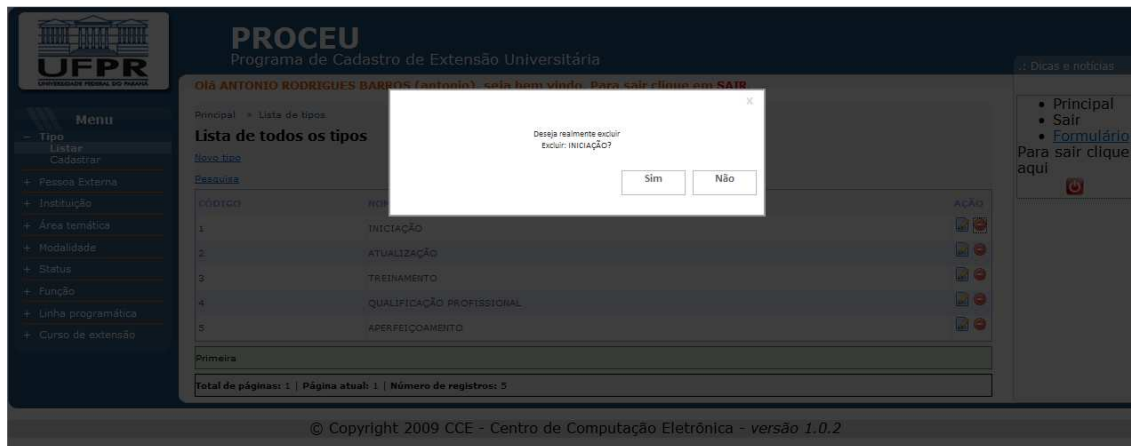 UFPR
UNIVERSIDADE FEDERAL DO PARANÁ
PROCEU
Programa de Cadastro de Extensão Universitária
.: Dicas e notícias
Olá ANTONIO RODRIGUES BARROS (antonio), seja bem vindo. Para sair clique em SAIR
Menu
− Tipo
Listar
Cadastrar
+ Pessoa Externa
+ Instituição
+ Área temática
+ Modalidade
+ Status
+ Função
+ Linha programática
+ Curso de extensão
Principal » Lista de tipos
Lista de todos os tipos
Novo tipo
Pesquisa
X
Deseja realmente excluir
Excluir: INICIAÇÃO?
Sim Não
CÓDIGO AÇÃO
1 INICIAÇÃO
2 ATUALIZAÇÃO
3 TREINAMENTO
4 QUALIFICAÇÃO PROFISSIONAL
5 APERFEIÇOAMENTO
Primeira
Total de páginas: 1 | Página atual: 1 | Número de registros: 5
• Principal
• Sair
• Formulário
Para sair clique
aqui
© Copyright 2009 CCE - Centro de Computação Eletrônica - versão 1.0.2